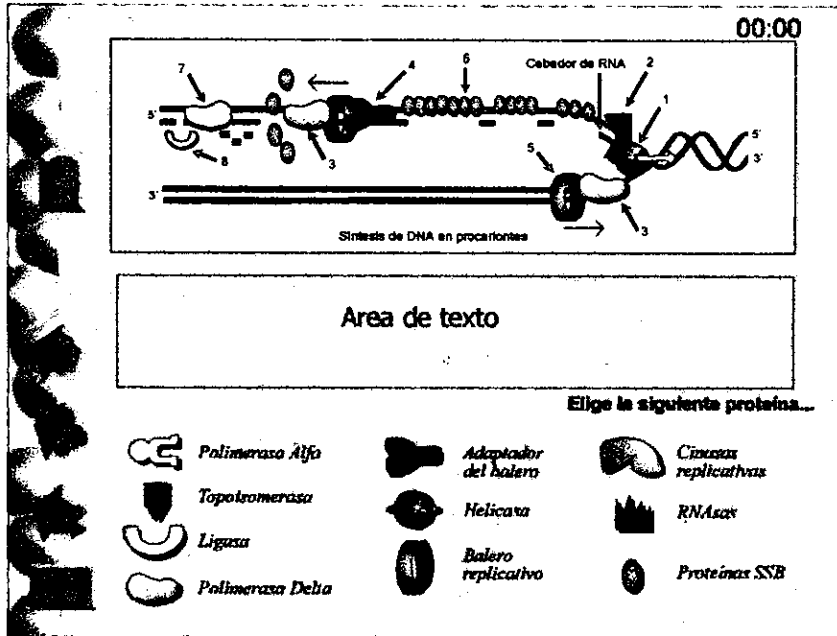 00:00
7
4
6
Cebador de RNA
2
1
5'
5'
3'
8
3
5
3'
3
Síntesis de DNA en procariontes
Area de texto
Elige la siguiente proteína...
Polimerasa Alfa
Adaptador
del balero
Cinasas
replicativas
Topoisomerasa
Helicasa
RNAsas
Ligasa
Balero
replicativo
Proteínas SSB
Polimerasa Delta